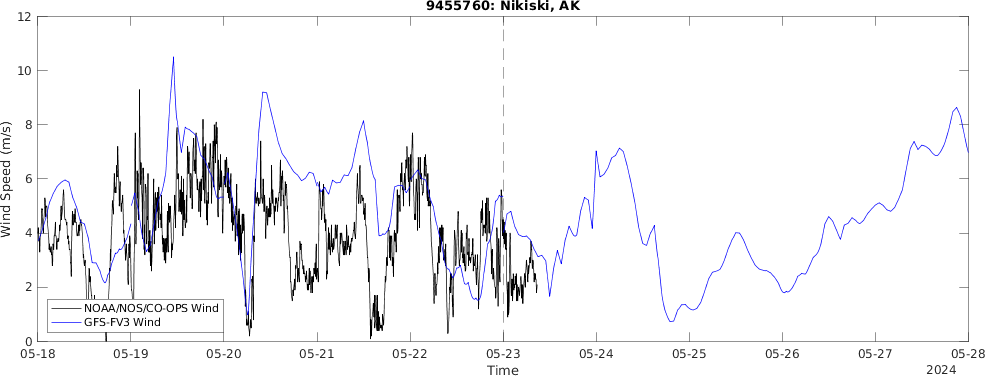 9455760: Nikiski, AK
Wind Speed (m/s)
12
10
8
6
4
2
0
NOAA/NOS/CO-OPS Wind
GFS-FV3 Wind
05-18 05-19 05-20 05-21 05-22 05-23 05-24 05-25 05-26 05-27 05-28
Time
2024